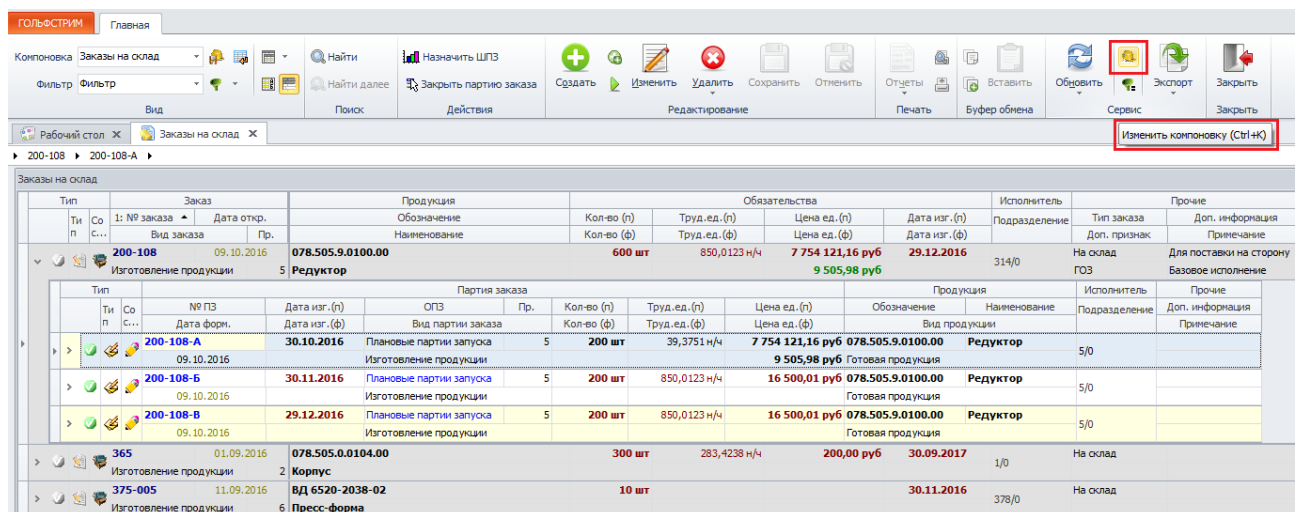 ГОЛЬФСТРИМ Главная
Компоновка Заказы на склад Найти Назначить ШПЗ Создать Изменить Удалить Сохранить Отменить Отчеты Вставить Обновить Экспорт Закрыть
Фильтр Фильтр Найти далее Закрыть партию заказа
Вид Поиск Действия Редактирование Печать Буфер обмена Сервис Закрыть
Рабочий стол Заказы на склад Изменить компоновку (Ctrl+K)
200-108 200-108-А
Заказы на склад
Тип Заказ Продукция Обязательства Исполнитель Прочие
Ти п Со с... 1: № заказа Дата откр. Обозначение Кол-во (п) Труд.ед.(п) Цена ед.(п) Дата изг.(п) Подразделение Тип заказа Доп. информация
Вид заказа Пр. Наименование Кол-во (ф) Труд.ед.(ф) Цена ед.(ф) Дата изг.(ф) Доп. признак Примечание
200-108 09.10.2016 078.505.9.0100.00 600 шт 850,0123 н/ч 7 754 121,16 руб 29.12.2016 314/0 На склад Для поставки на сторону
Изготовление продукции 5 Редуктор 9 505,98 руб ГОЗ Базовое исполнение
Тип Партия заказа Продукция Исполнитель Прочие
Ти п Со с... № ПЗ Дата изг.(п) ОПЗ Пр. Кол-во (п) Труд.ед.(п) Цена ед.(п) Обозначение Наименование Подразделение Доп. информация
Дата форм. Дата изг.(ф) Вид партии заказа Кол-во (ф) Труд.ед.(ф) Цена ед.(ф) Вид продукции Примечание
200-108-А 30.10.2016 Плановые партии запуска 5 200 шт 39,3751 н/ч 7 754 121,16 руб 078.505.9.0100.00 Редуктор 5/0
09.10.2016 Изготовление продукции 9 505,98 руб Готовая продукция
200-108-Б 30.11.2016 Плановые партии запуска 5 200 шт 850,0123 н/ч 16 500,01 руб 078.505.9.0100.00 Редуктор 5/0
09.10.2016 Изготовление продукции Готовая продукция
200-108-В 29.12.2016 Плановые партии запуска 5 200 шт 850,0123 н/ч 16 500,01 руб 078.505.9.0100.00 Редуктор 5/0
09.10.2016 Изготовление продукции Готовая продукция
365 01.09.2016 078.505.0.0104.00 300 шт 283,4238 н/ч 200,00 руб 30.09.2017 1/0 На склад
Изготовление продукции 2 Корпус
375-005 11.09.2016 ВД 6520-2038-02 10 шт 30.11.2016 378/0 На склад
Изготовление продукции 6 Пресс-форма